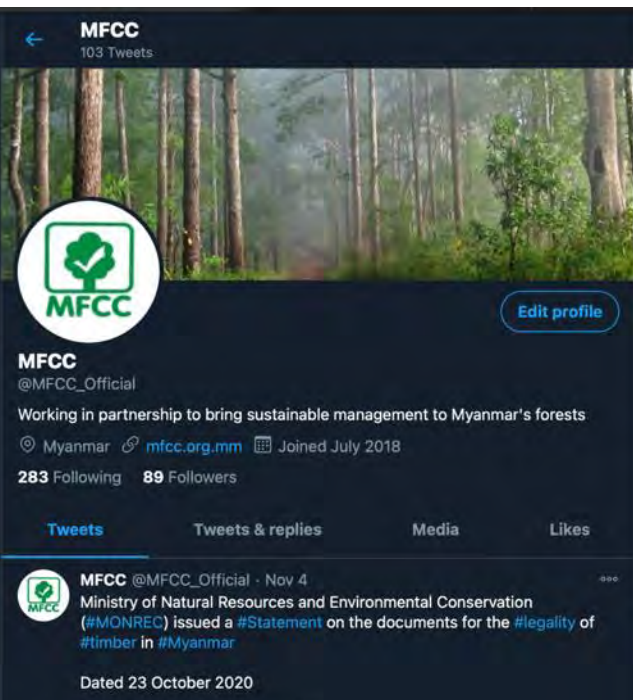 MFCC
103 Tweets
MFCC
Edit profile
MFCC
@MFCC_Official
Working in partnership to bring sustainable management to Myanmar's forests
Myanmar mfcc.org.mm Joined July 2018
283 Following 89 Followers
Tweets Tweets & replies Media Likes
MFCC @MFCC_Official · Nov 4
MFCC
Ministry of Natural Resources and Environmental Conservation
(#MONREC) issued a #Statement on the documents for the #legality of
#timber in #Myanmar
Dated 23 October 2020